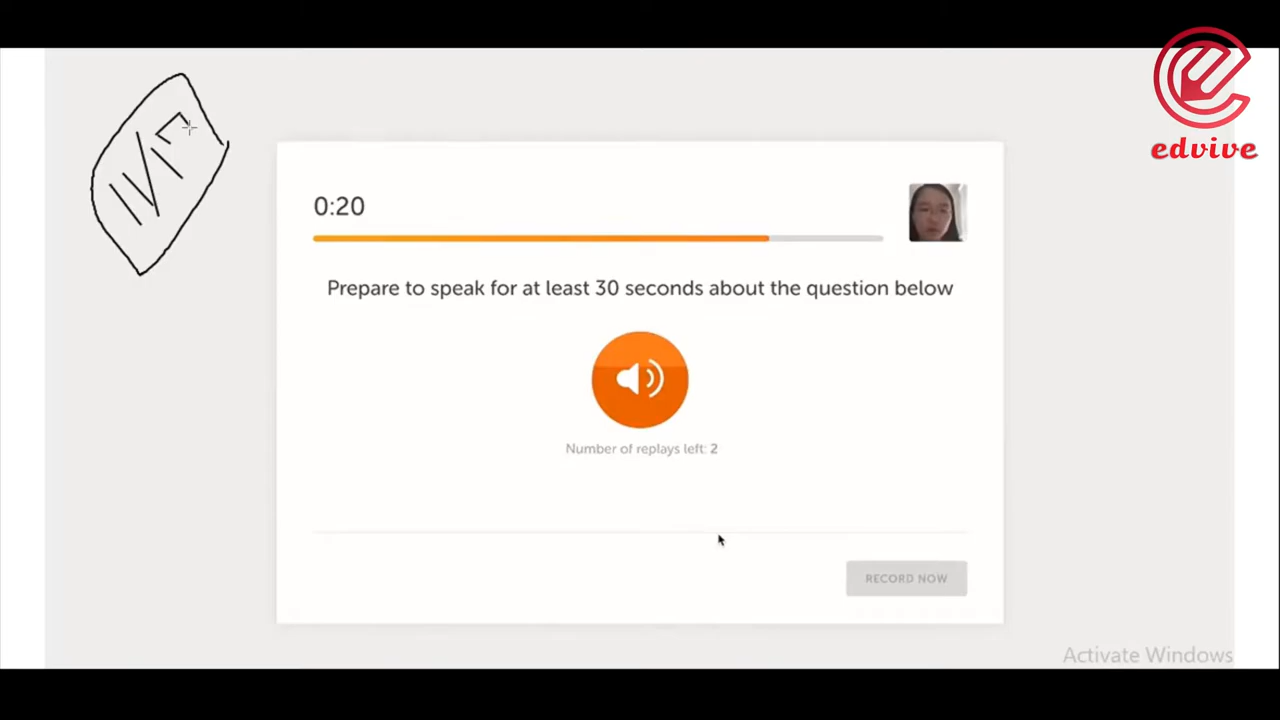 edvive
0:20
Prepare to speak for at least 30 seconds about the question below
Number of replays left: 2
RECORD NOW
Activate Windows